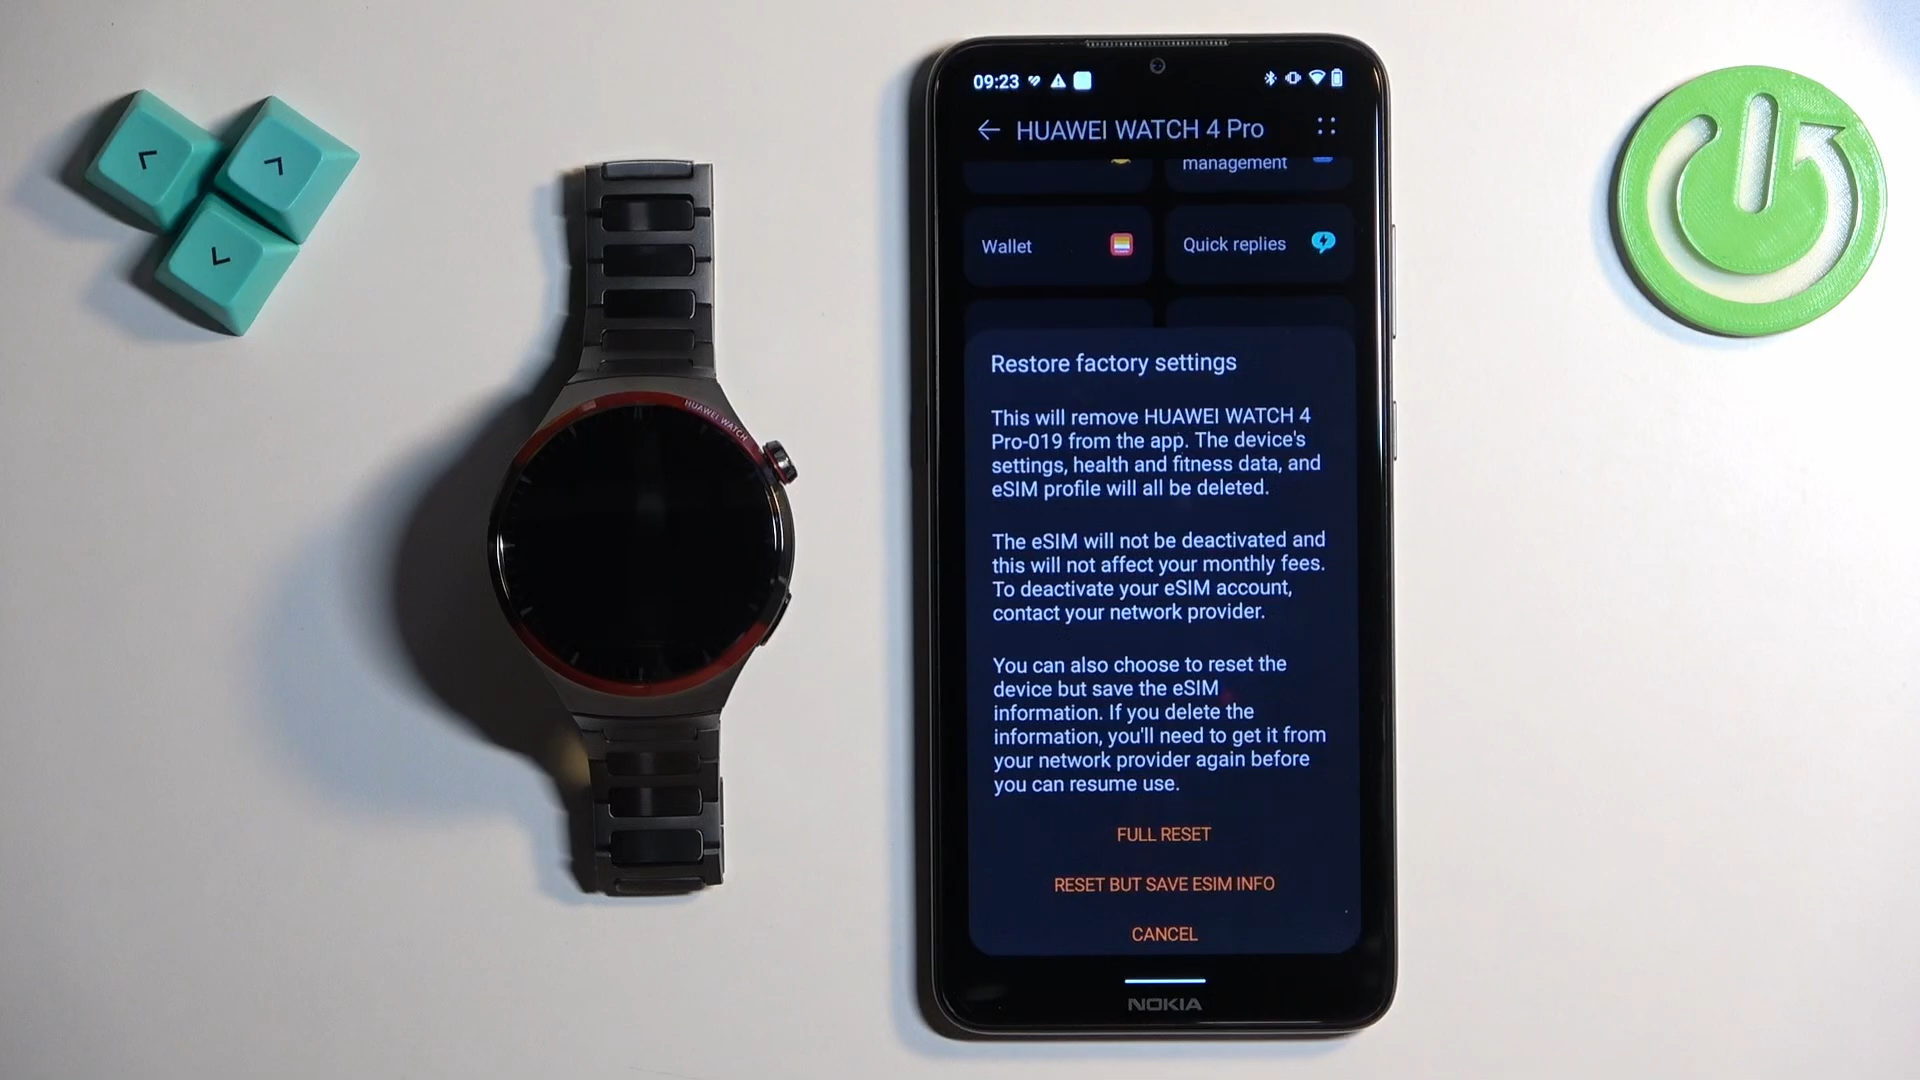 HUAWEI WATCH
09:23
HUAWEI WATCH 4 Pro
management
Wallet
Quick replies
Restore factory settings
This will remove HUAWEI WATCH 4
Pro-019 from the app. The device's
settings, health and fitness data, and
eSIM profile will all be deleted.
The eSIM will not be deactivated and
this will not affect your monthly fees.
To deactivate your eSIM account,
contact your network provider.
You can also choose to reset the
device but save the eSIM
information. If you delete the
information, you'll need to get it from
your network provider again before
you can resume use.
FULL RESET
RESET BUT SAVE ESIM INFO
CANCEL
NOKIA